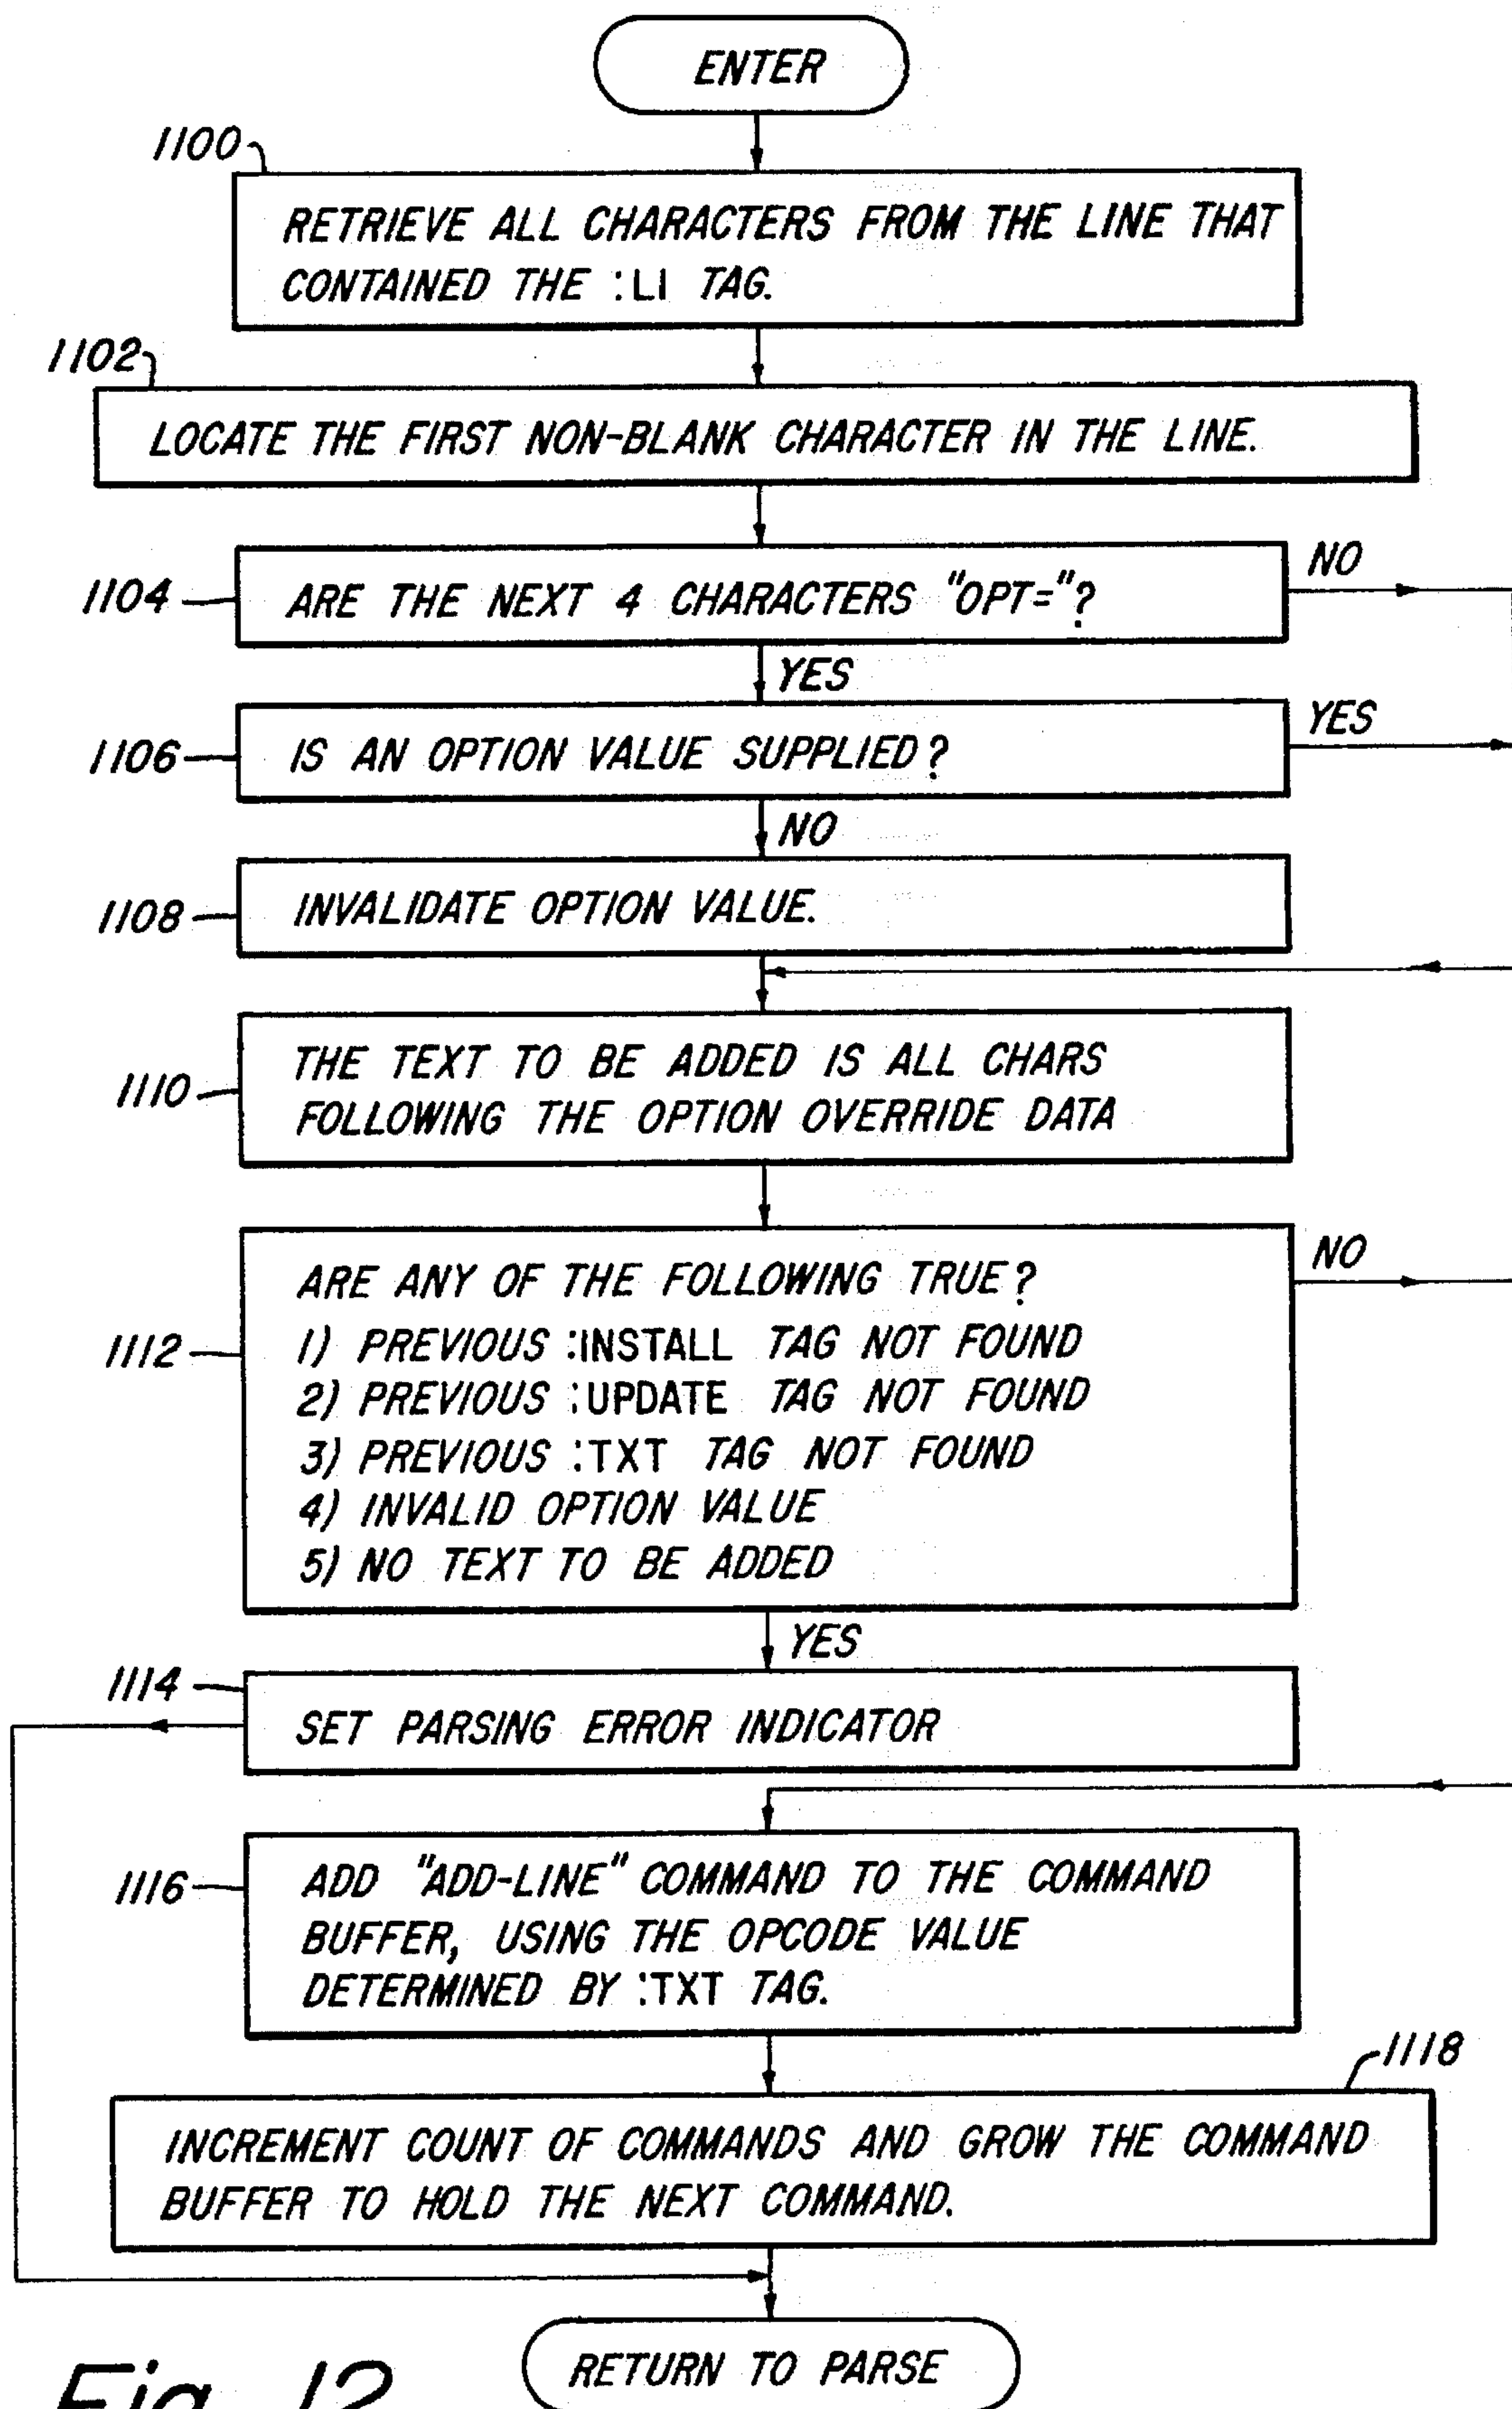 ENTER
1100
RETRIEVE ALL CHARACTERS FROM THE LINE THAT
CONTAINED THE :LI TAG.
1102
LOCATE THE FIRST NON-BLANK CHARACTER IN THE LINE.
1104
ARE THE NEXT 4 CHARACTERS "OPT="?
NO
YES
1106
IS AN OPTION VALUE SUPPLIED?
YES
NO
1108
INVALIDATE OPTION VALUE.
1110
THE TEXT TO BE ADDED IS ALL CHARS
FOLLOWING THE OPTION OVERRIDE DATA
1112
ARE ANY OF THE FOLLOWING TRUE?
NO
1) PREVIOUS :INSTALL TAG NOT FOUND
2) PREVIOUS :UPDATE TAG NOT FOUND
3) PREVIOUS :TXT TAG NOT FOUND
4) INVALID OPTION VALUE
5) NO TEXT TO BE ADDED
YES
1114
SET PARSING ERROR INDICATOR
1116
ADD "ADD-LINE" COMMAND TO THE COMMAND
BUFFER, USING THE OPCODE VALUE
DETERMINED BY :TXT TAG.
1118
INCREMENT COUNT OF COMMANDS AND GROW THE COMMAND
BUFFER TO HOLD THE NEXT COMMAND.
RETURN TO PARSE
Fig. 12